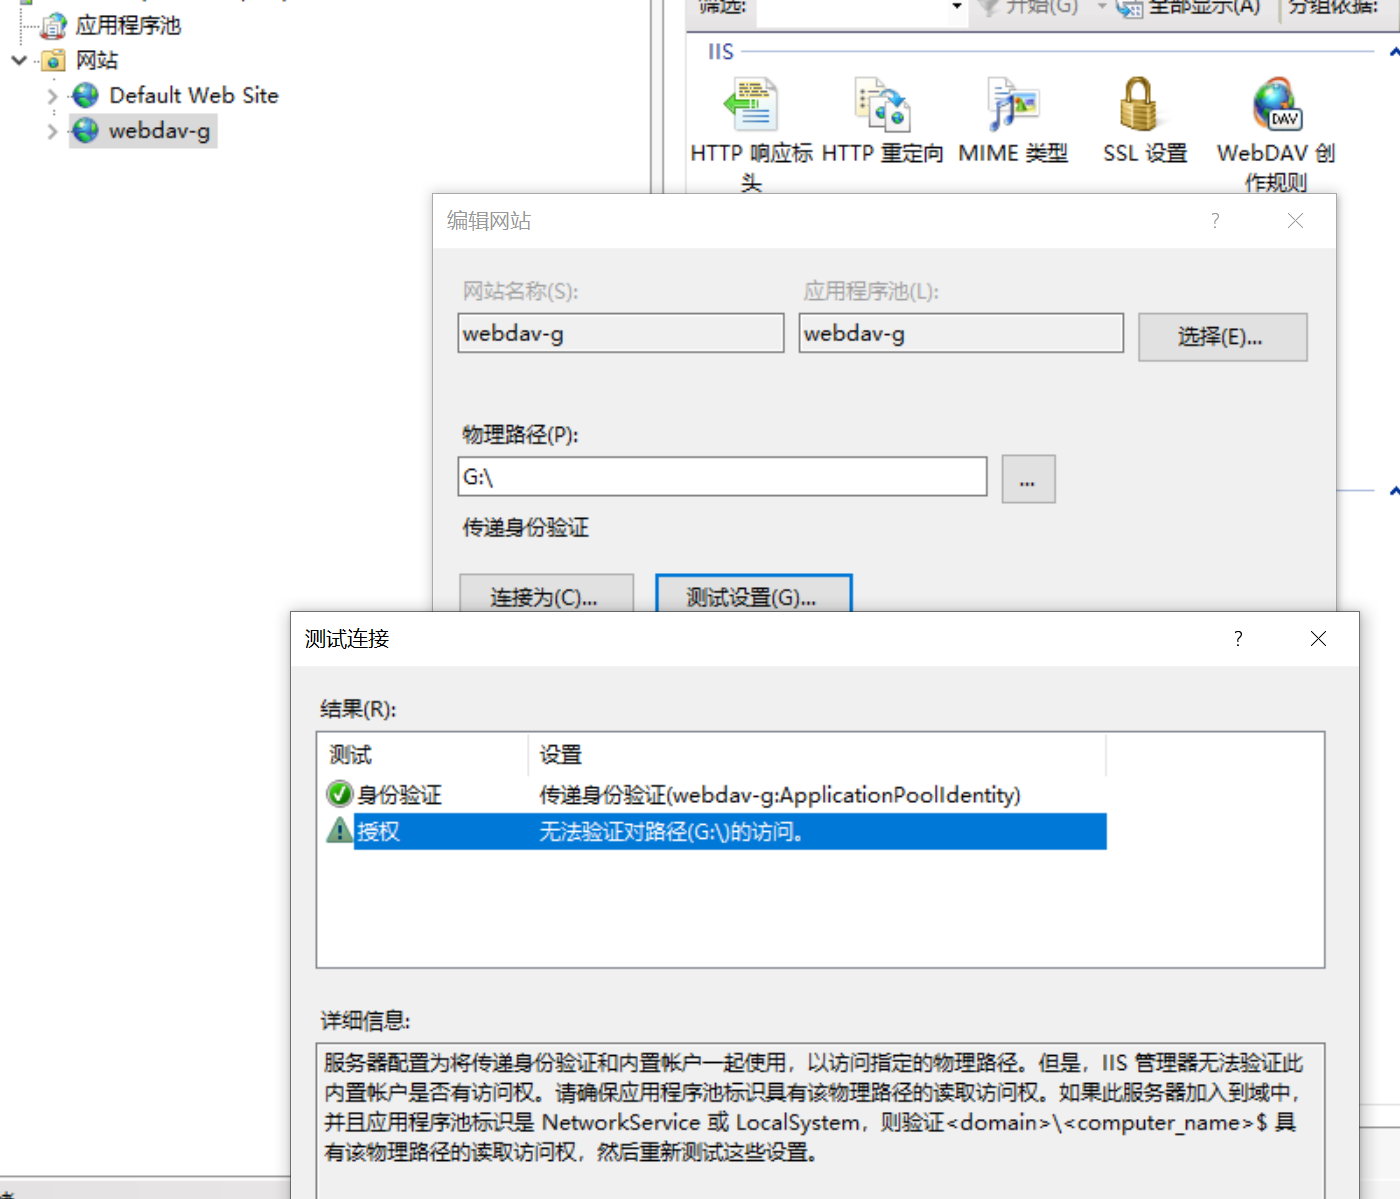 应用程序池
网站
Default Web Site
webdav-g
筛选:
开始(G)
全部显示(A)
分组依据:
IIS
HTTP 响应标头
HTTP 重定向
MIME 类型
SSL 设置
DAV
WebDAV 创作规则
编辑网站
?
网站名称(S):
应用程序池(L):
webdav-g
webdav-g
选择(E)...
物理路径(P):
G:\
...
传递身份验证
连接为(C)...
测试设置(G)...
测试连接
?
结果(R):
测试 设置
身份验证 传递身份验证(webdav-g:ApplicationPoolIdentity)
授权 无法验证对路径(G:\)的访问。
详细信息:
服务器配置为将传递身份验证和内置帐户一起使用，以访问指定的物理路径。但是，IIS 管理器无法验证此
内置帐户是否有访问权。请确保应用程序池标识具有该物理路径的读取访问权。如果此服务器加入到域中，
并且应用程序池标识是 NetworkService 或 LocalSystem，则验证<domain>\<computer_name>$ 具
有该物理路径的读取访问权，然后重新测试这些设置。